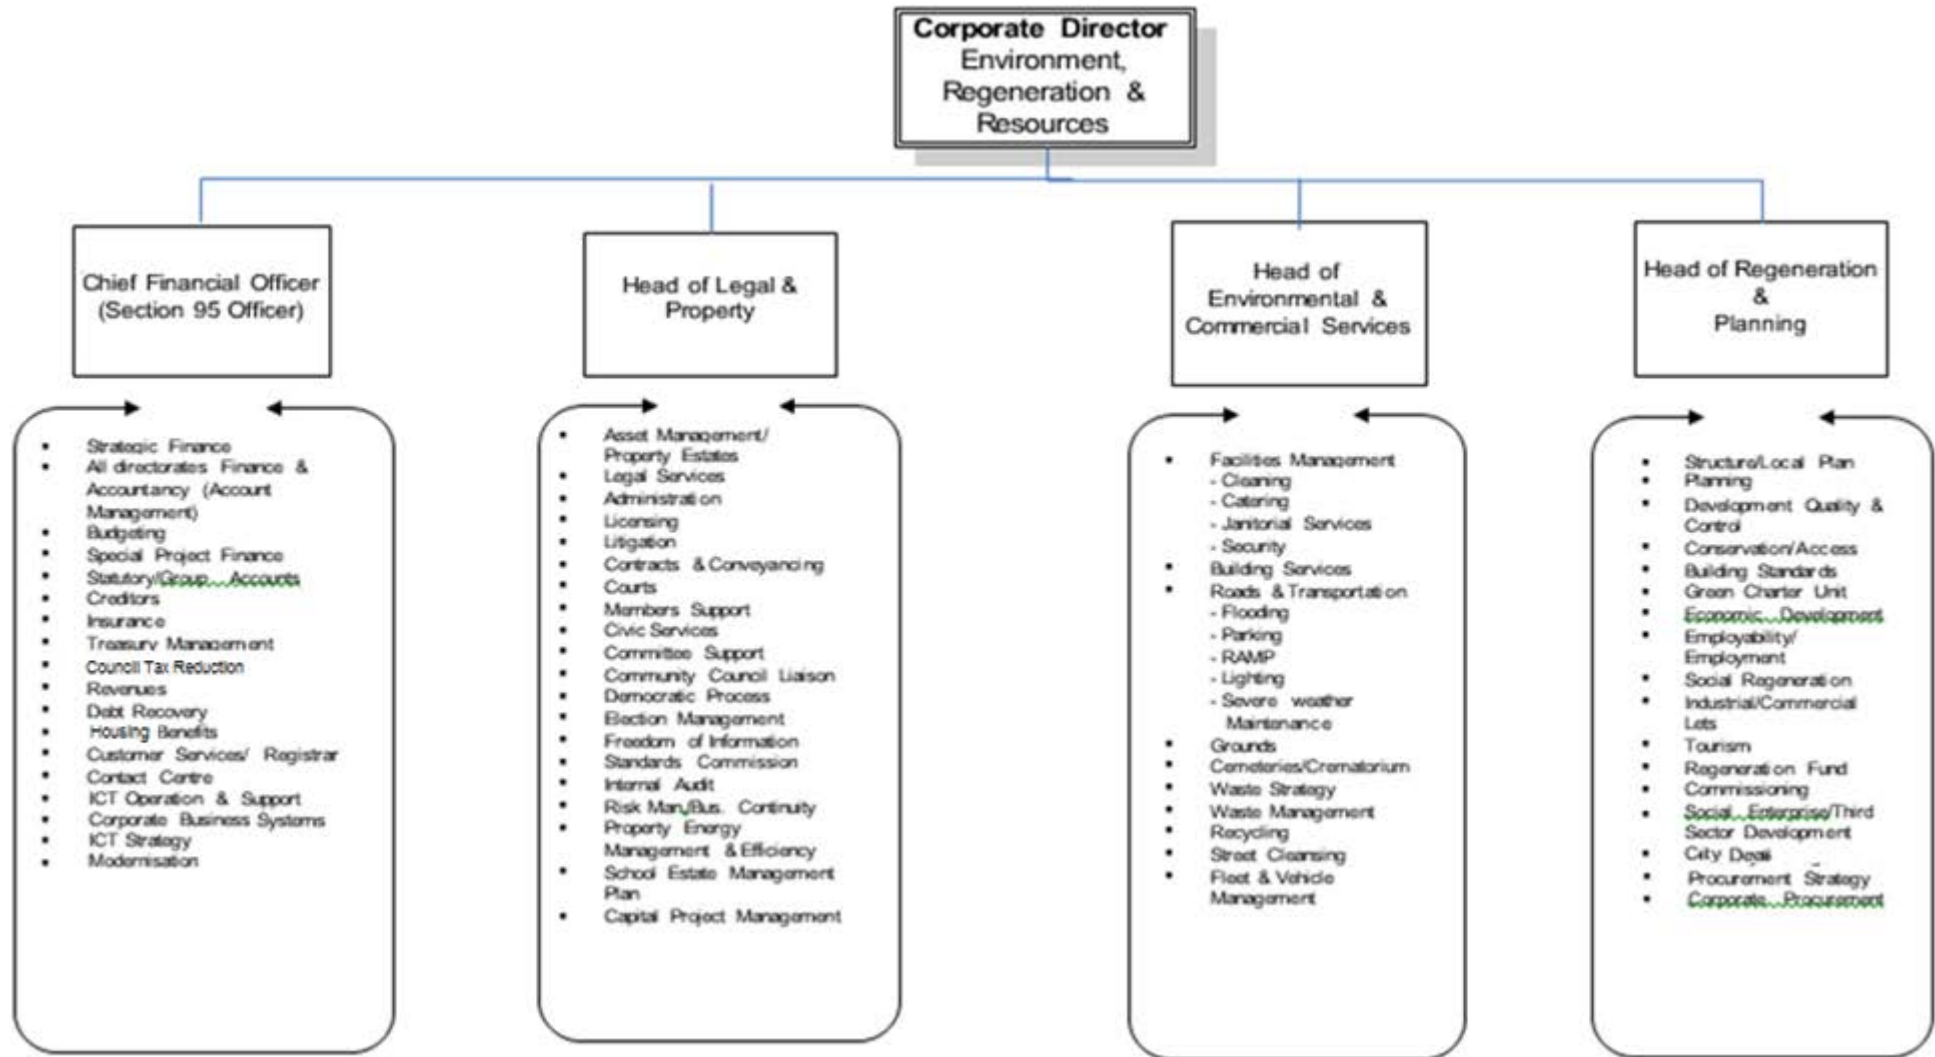 Corporate Director
Environment,
Regeneration &
Resources
Chief Financial Officer
(Section 95 Officer)
Head of Legal &
Property
Head of
Environmental &
Commercial Services
Head of Regeneration
&
Planning
Strategic Finance
All directorates Finance &
Accountancy (Account
Management)
Budgeting
Special Project Finance
Statutory/Group Accounts
Creditors
Insurance
Treasury Management
Council Tax Reduction
Revenues
Debt Recovery
Housing Benefits
Customer Services/ Registrar
Contact Centre
ICT Operation & Support
Corporate Business Systems
ICT Strategy
Modernisation
Asset Management/
Property Estates
Legal Services
Administration
Licensing
Litigation
Contracts & Conveyancing
Courts
Members Support
Civic Services
Committee Support
Community Council Liaison
Democratic Process
Election Management
Freedom of Information
Standards Commission
Internal Audit
Risk Man./Bus. Continuity
Property Energy
Management & Efficiency
School Estate Management
Plan
Capital Project Management
Facilities Management
- Cleaning
- Catering
- Janitorial Services
- Security
Building Services
Roads & Transportation
- Flooding
- Parking
- RAMP
- Lighting
- Severe weather
Maintenance
Grounds
Cemeteries/Crematorium
Waste Strategy
Waste Management
Recycling
Street Cleansing
Fleet & Vehicle
Management
Structure/Local Plan
Planning
Development Quality &
Control
Conservation/Access
Building Standards
Green Charter Unit
Economic Development
Employability/
Employment
Social Regeneration
Industrial/Commercial
Lets
Tourism
Regeneration Fund
Commissioning
Social Enterprise/Third
Sector Development
City Deal
Procurement Strategy
Corporate Procurement